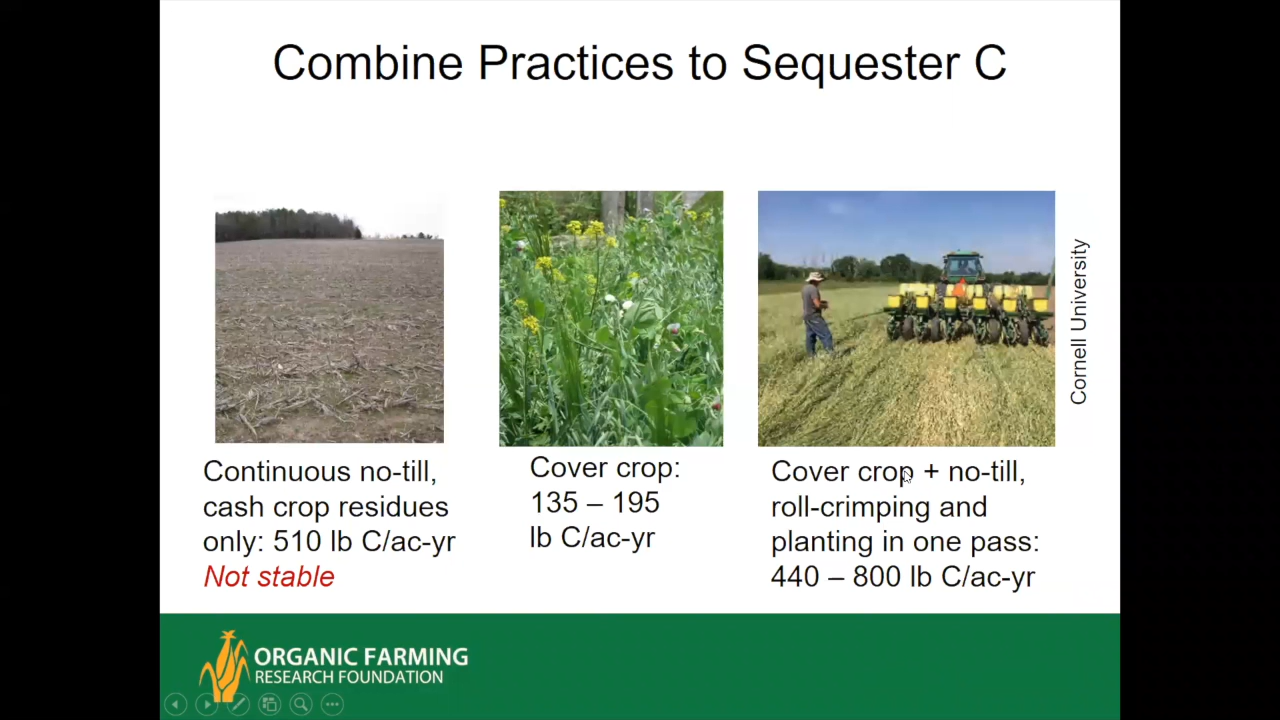 Combine Practices to Sequester C
Cornell University
Continuous no-till,
cash crop residues
only: 510 lb C/ac-yr
Not stable
Cover crop:
135 – 195
lb C/ac-yr
Cover crop + no-till,
roll-crimping and
planting in one pass:
440 – 800 lb C/ac-yr
ORGANIC FARMING
RESEARCH FOUNDATION